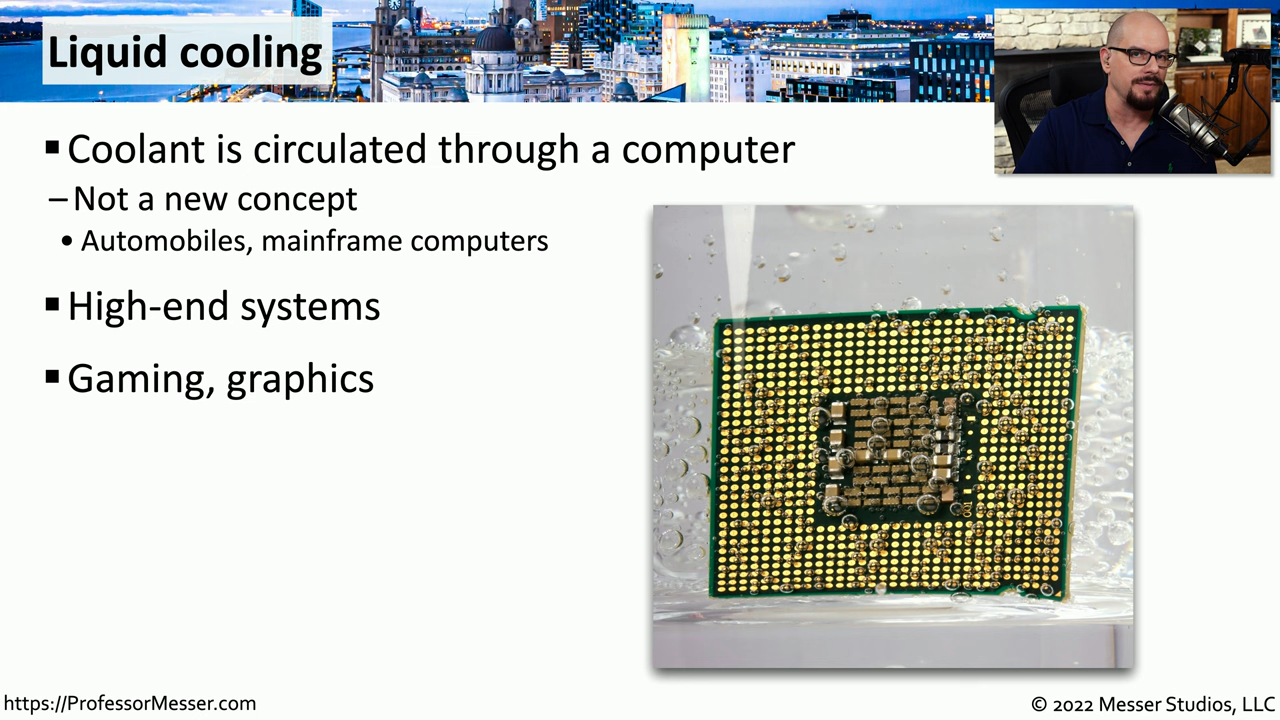 Liquid cooling
▪ Coolant is circulated through a computer
– Not a new concept
• Automobiles, mainframe computers
▪ High-end systems
▪ Gaming, graphics
https://ProfessorMesser.com
© 2022 Messer Studios, LLC